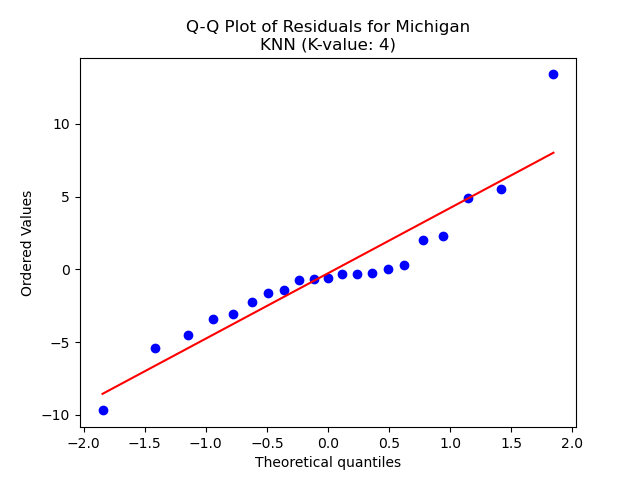 Q-Q Plot of Residuals for Michigan
KNN (K-value: 4)
Ordered Values
10
5
0
−5
−10
−2.0 −1.5 −1.0 −0.5 0.0 0.5 1.0 1.5 2.0
Theoretical quantiles